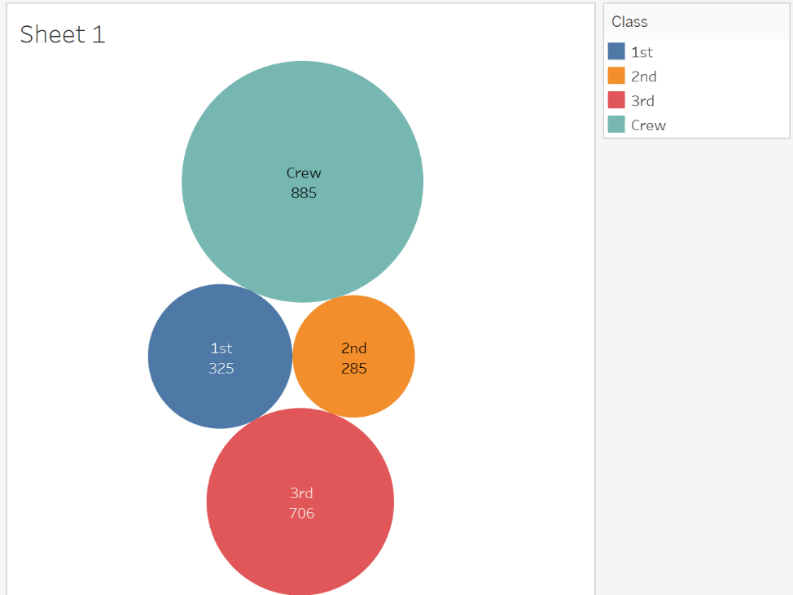 Sheet 1
Class
1st
2nd
3rd
Crew
Crew
885
1st
325
2nd
285
3rd
706